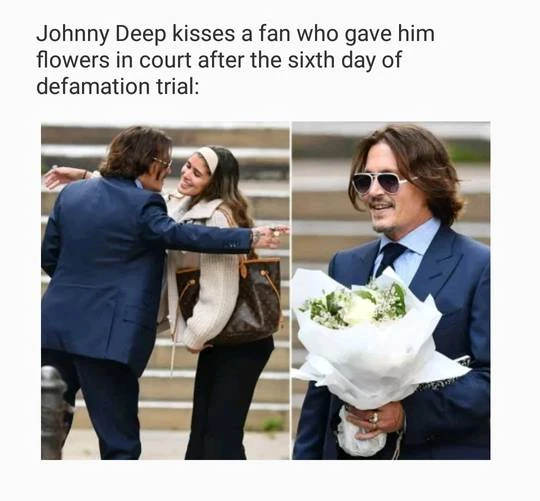 Johnny Deep kisses a fan who gave him
flowers in court after the sixth day of
defamation trial: